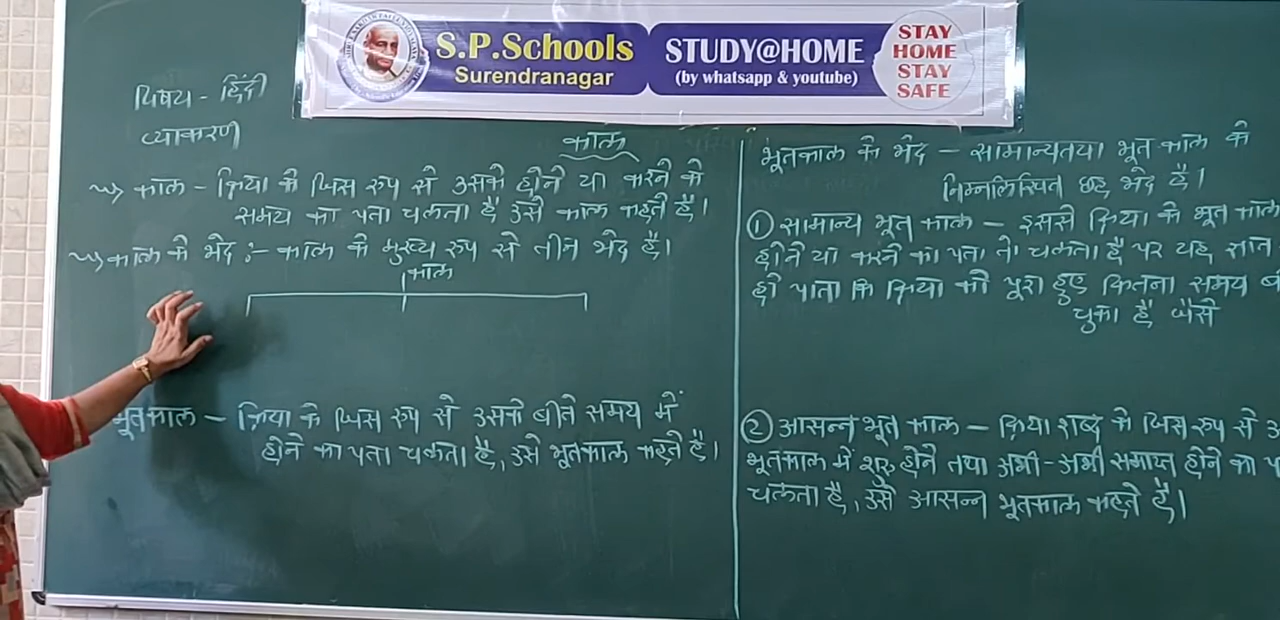 S.P.Schools
Surendranagar
STUDY@HOME
(by whatsapp & youtube)
STAY
HOME
STAY
SAFE
विषय - हिंदी
व्याकरण
काल
काल - क्रिया के जिस रुप से उसके होने या करने के
समय का पता चलता है उसे काल कहते है।
काल के भेद :- काल के मुख्य रुप से तीन भेद है।
काल
भूतकाल - क्रिया के जिस रुप से उसके बीते समय में
होने का पता चलता है, उसे भूतकाल कहते है।
भूतकाल के भेद - सामान्यतया भूत काल के
निम्नलिखित छह भेद है।
① सामान्य भूत काल - इससे क्रिया के भूत काल
होने या करने का पता तो चलता है पर यह ज्ञात
हो पाता कि क्रिया को पूरा हुए कितना समय
चुका है जैसे
② आसन्न भूत काल - क्रिया शब्द के जिस रुप से
भूतकाल में शुरू होने तथा अभी-अभी समाप्त होने का
चलता है, उसे आसन्न भूतकाल कहते है।